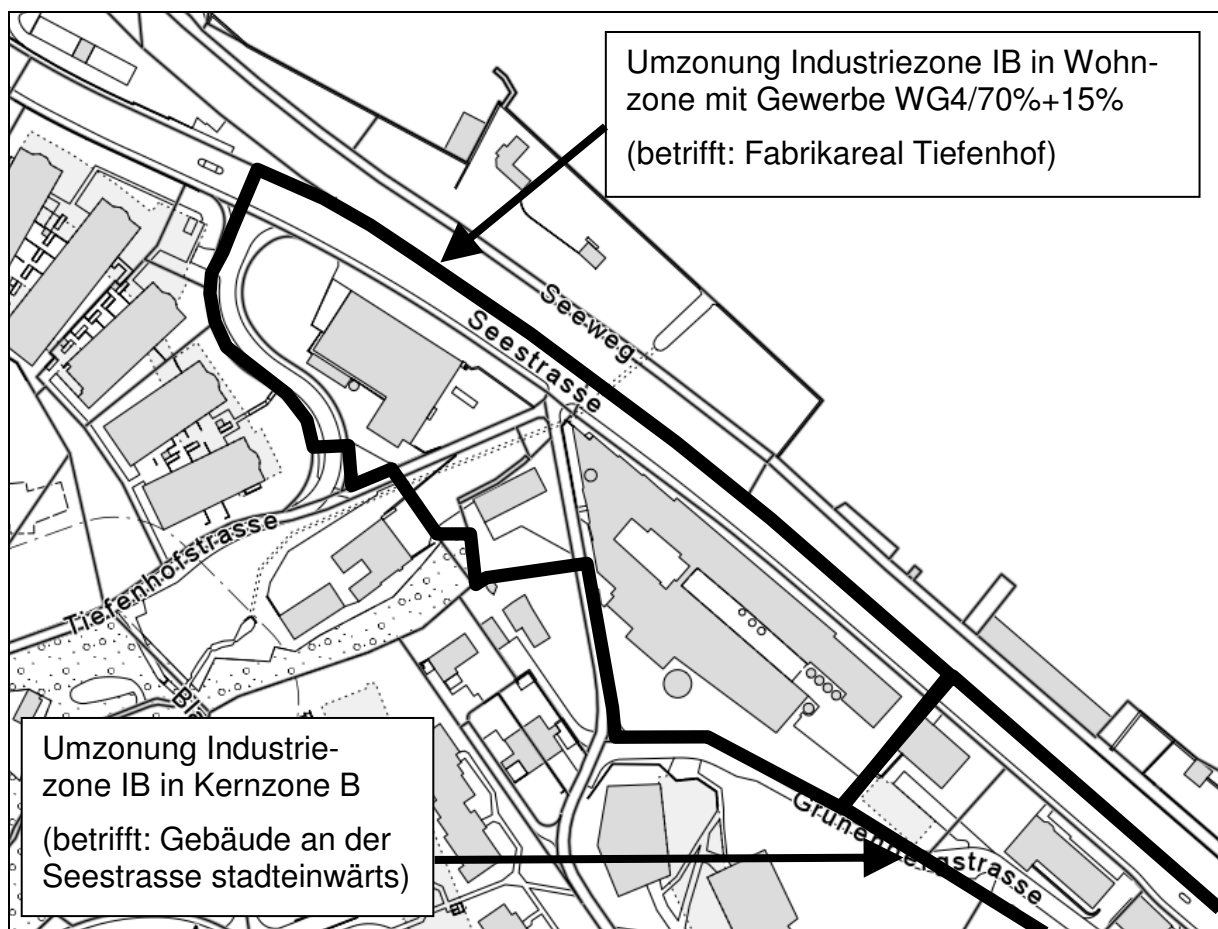 Umzonung Industriezone IB in Wohn-
zone mit Gewerbe WG4/70%+15%
(betrifft: Fabrikareal Tiefenhof)
Seeweg
Seestrasse
Tiefenhofstrasse
Umzonung Industrie-
zone IB in Kernzone B
(betrifft: Gebäude an der
Seestrasse stadteinwärts)